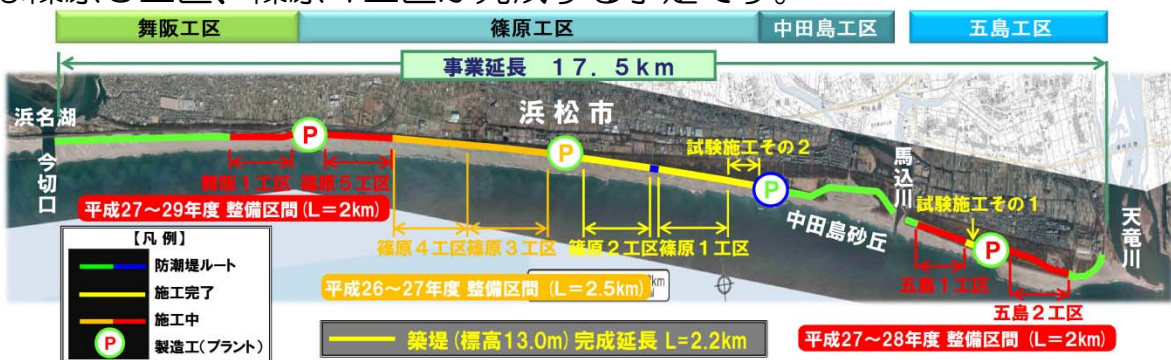 る篠原3工区、篠原4工区が完成する予定です。
舞阪工区
篠原工区
中田島工区
五島工区
事業延長 17.5km
浜名湖
今切口
浜松市
試験施工その2
馬込川
試験施工その1
天竜川
中田島砂丘
舞阪1工区
篠原5工区
篠原4工区
篠原3工区
篠原2工区
篠原1工区
五島1工区
五島2工区
平成27～29年度 整備区間(L=2km)
平成26～27年度 整備区間 (L=2.5km)
km
平成27～28年度 整備区間 (L=2km)
【凡例】
防潮堤ルート
施工完了
施工中
P 製造工(プラント)
築堤(標高13.0m)完成延長 L=2.2km
P
P
P
P